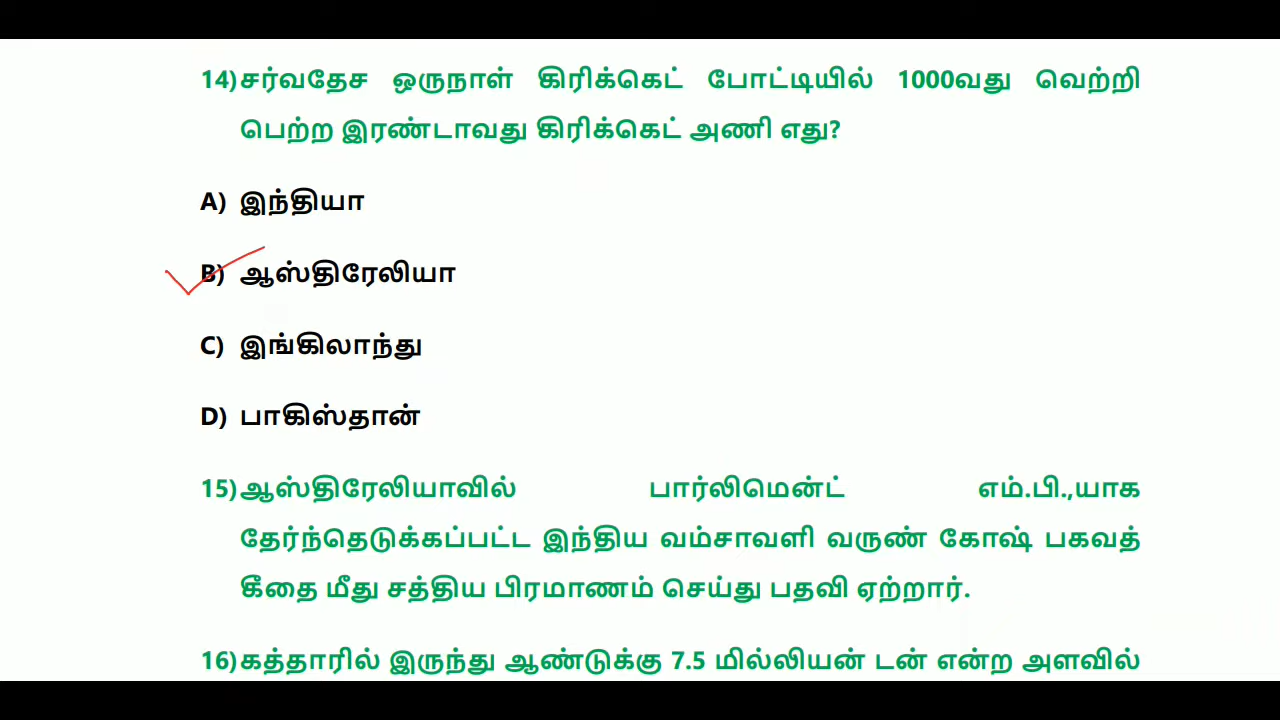 14)சர்வதேச ஒருநாள் கிரிக்கெட் போட்டியில் 1000வது வெற்றி
பெற்ற இரண்டாவது கிரிக்கெட் அணி எது?
A) இந்தியா
B) ஆஸ்திரேலியா
C) இங்கிலாந்து
D) பாகிஸ்தான்
15)ஆஸ்திரேலியாவில் பார்லிமென்ட் எம்.பி.,யாக
தேர்ந்தெடுக்கப்பட்ட இந்திய வம்சாவளி வருண் கோஷ் பகவத்
கீதை மீது சத்திய பிரமாணம் செய்து பதவி ஏற்றார்.
16)கத்தாரில் இருந்து ஆண்டுக்கு 7.5 மில்லியன் டன் என்ற அளவில்